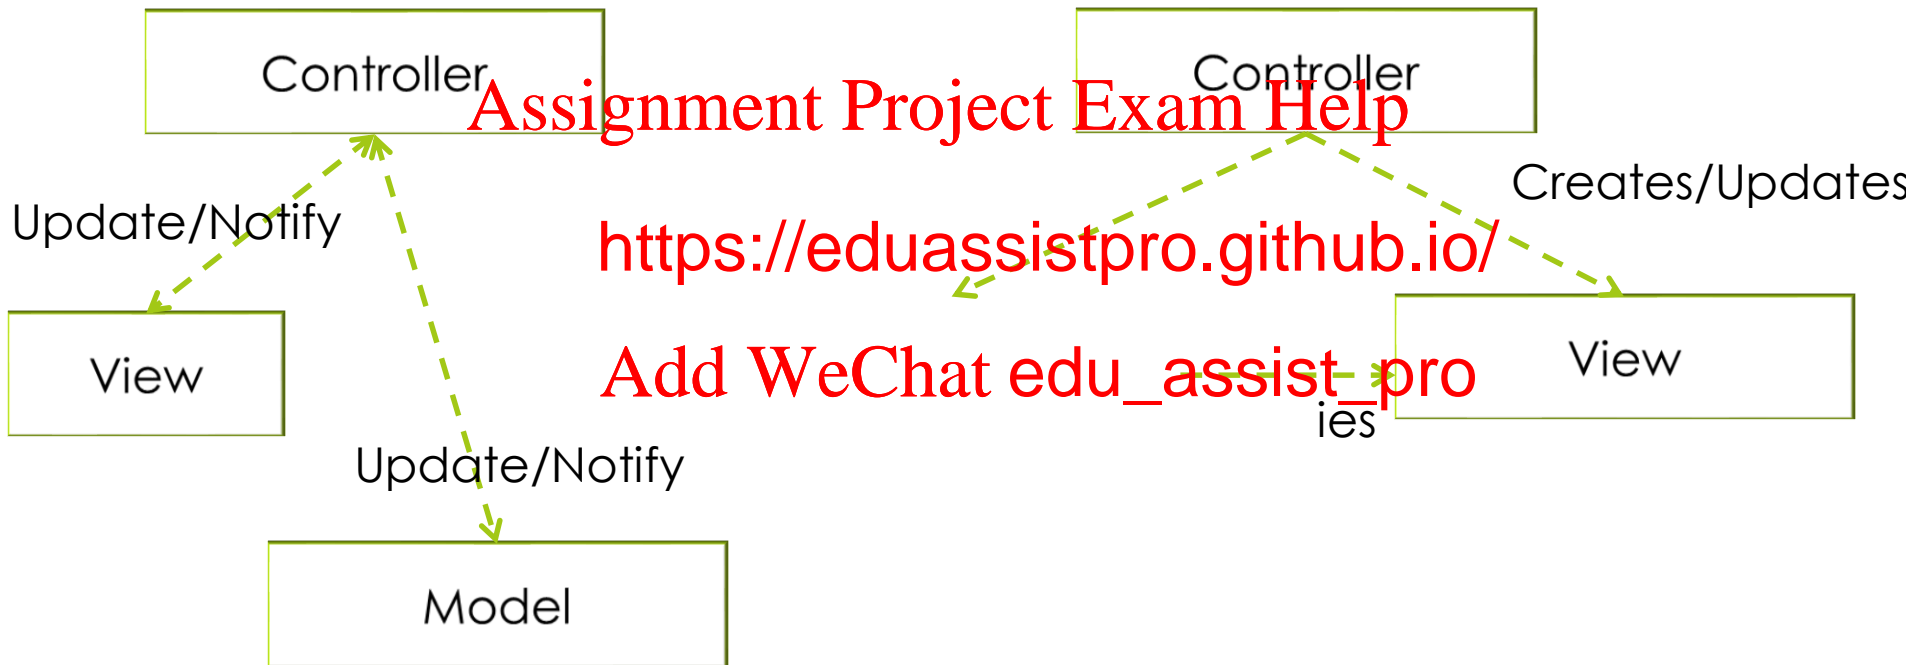 Controller
Controller
Assignment Project Exam Help
Creates/Updates
Update/Notify
https://eduassistpro.github.io/
View
Add WeChat edu_assist_pro
View
ies
Update/Notify
Model